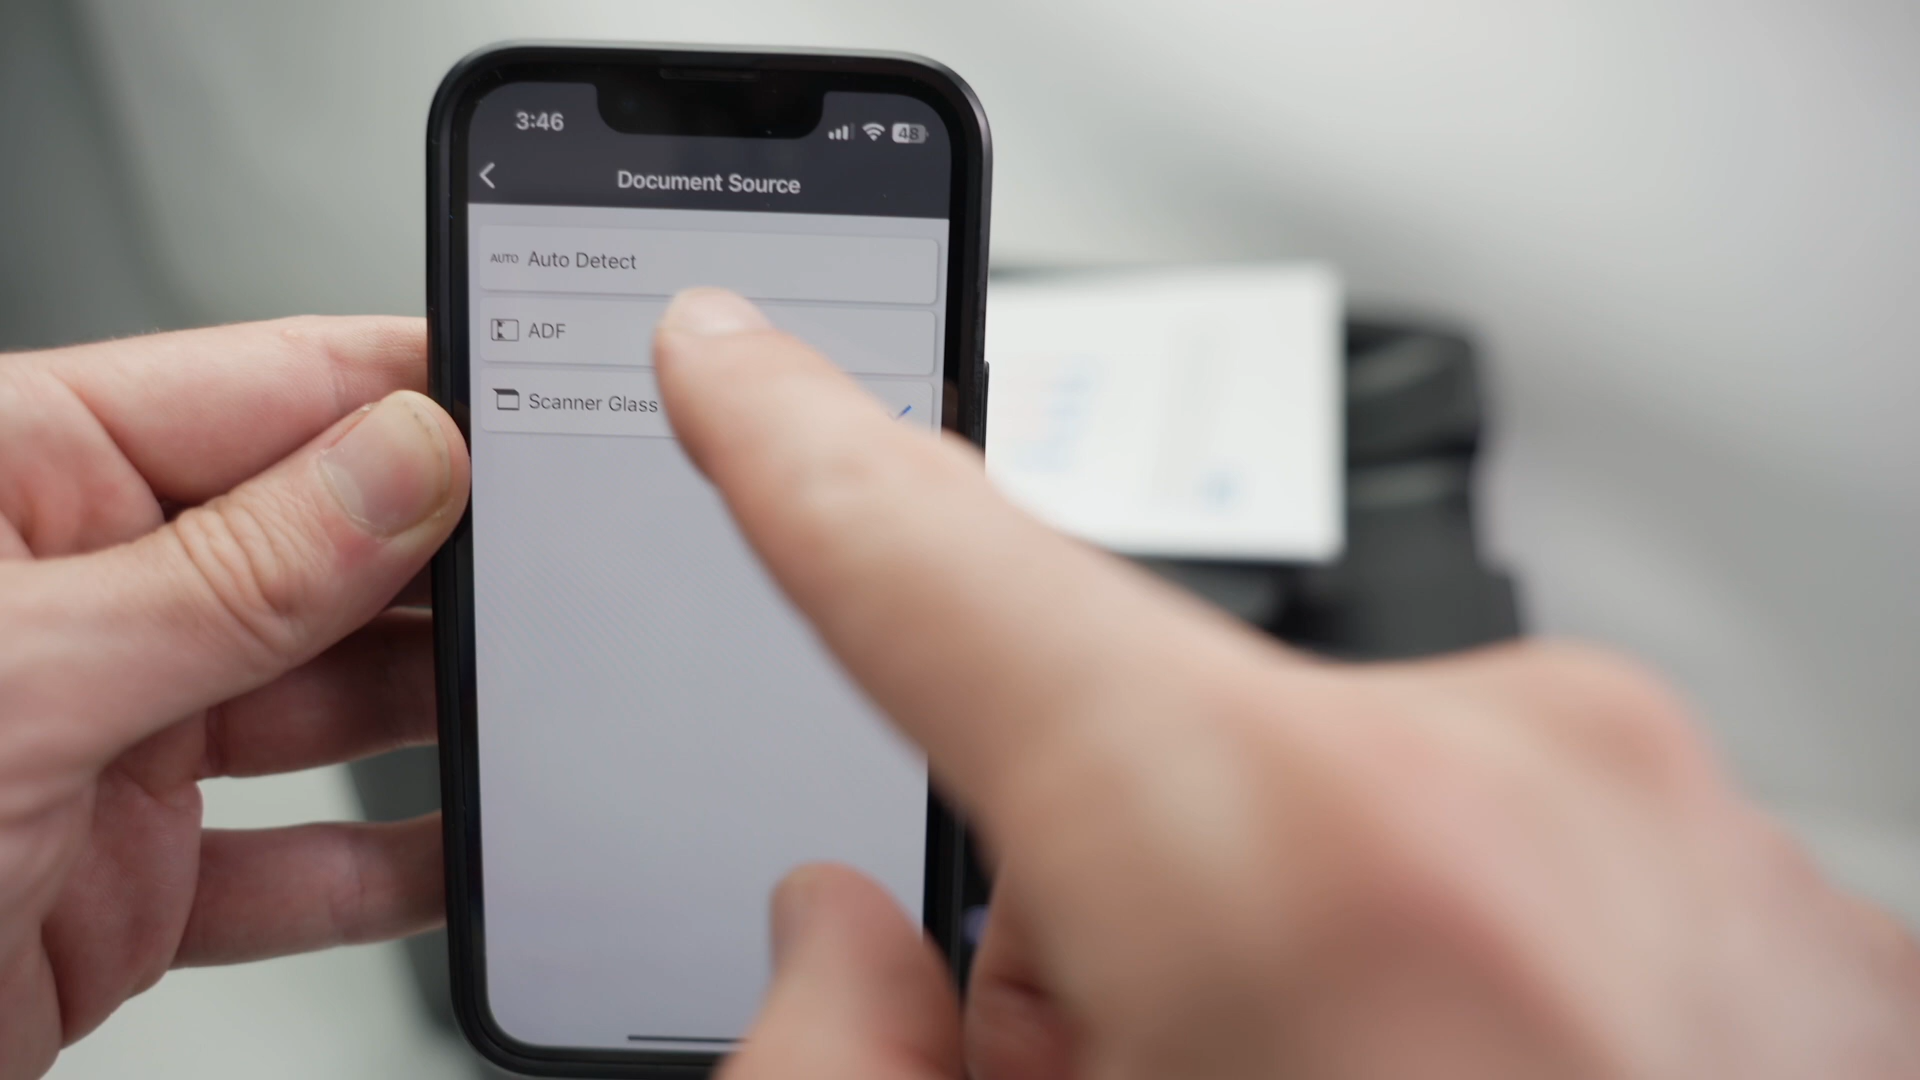 3:46
48
Document Source
AUTO Auto Detect
ADF
Scanner Glass